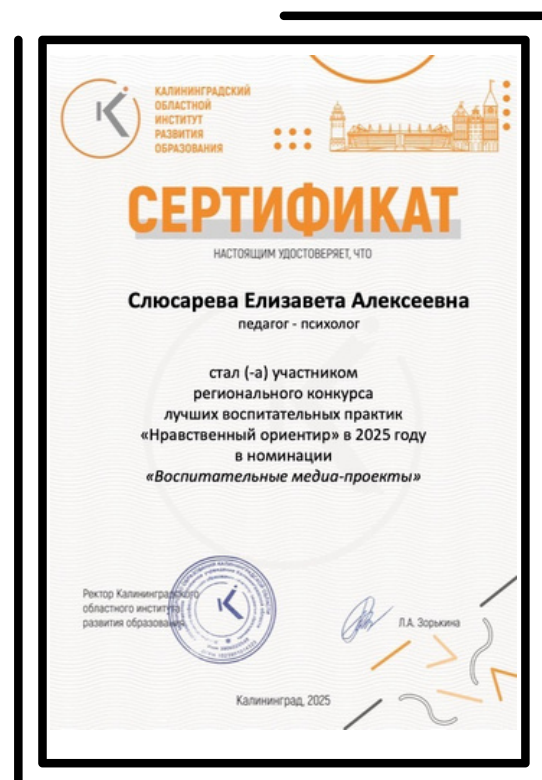 КАЛИНИНГРАДСКИЙ
ОБЛАСТНОЙ
ИНСТИТУТ
РАЗВИТИЯ
ОБРАЗОВАНИЯ
СЕРТИФИКАТ
НАСТОЯЩИМ УДОСТОВЕРЯЕТ, ЧТО
Слюсарева Елизавета Алексеевна
педагог - психолог
стал (-а) участником
регионального конкурса
лучших воспитательных практик
«Нравственный ориентир» в 2025 году
в номинации
«Воспитательные медиа-проекты»
Ректор Калининградского
областного института
развития образования
Л.А. Зорькина
Калининград, 2025